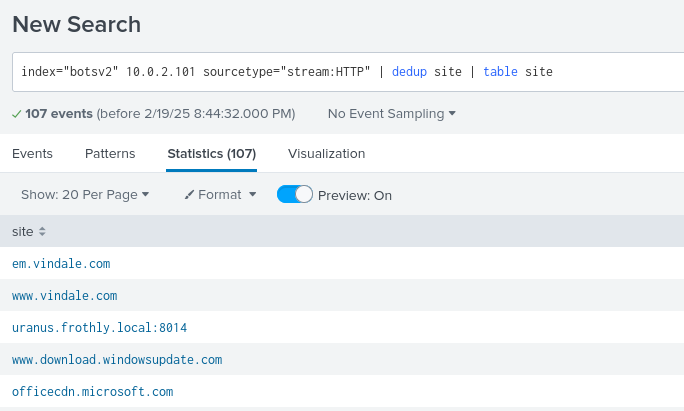 New Search
index="botsv2" 10.0.2.101 sourcetype="stream:HTTP" | dedup site | table site
107 events (before 2/19/25 8:44:32.000 PM) No Event Sampling
Events Patterns Statistics (107) Visualization
Show: 20 Per Page Format Preview: On
site
em.vindale.com
www.vindale.com
uranus.frothly.local:8014
www.download.windowsupdate.com
officecdn.microsoft.com